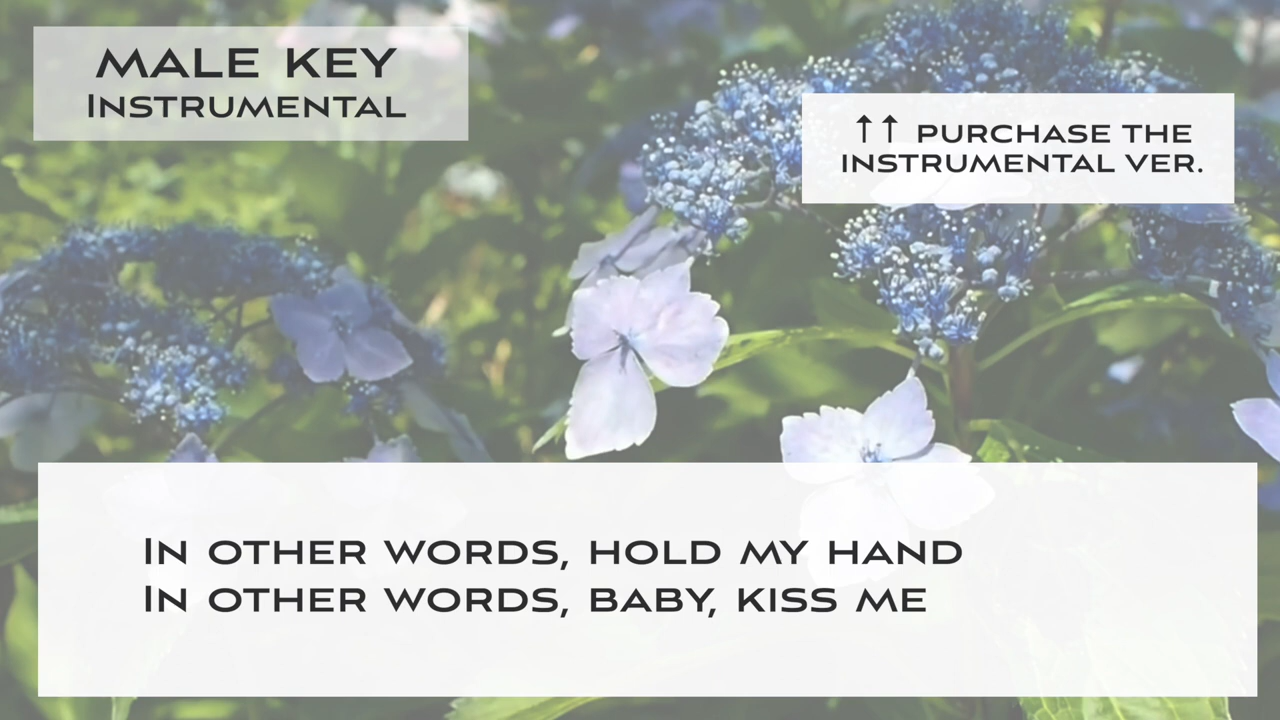 MALE KEY
INSTRUMENTAL
↑↑ PURCHASE THE
INSTRUMENTAL VER.
IN OTHER WORDS, HOLD MY HAND
IN OTHER WORDS, BABY, KISS ME